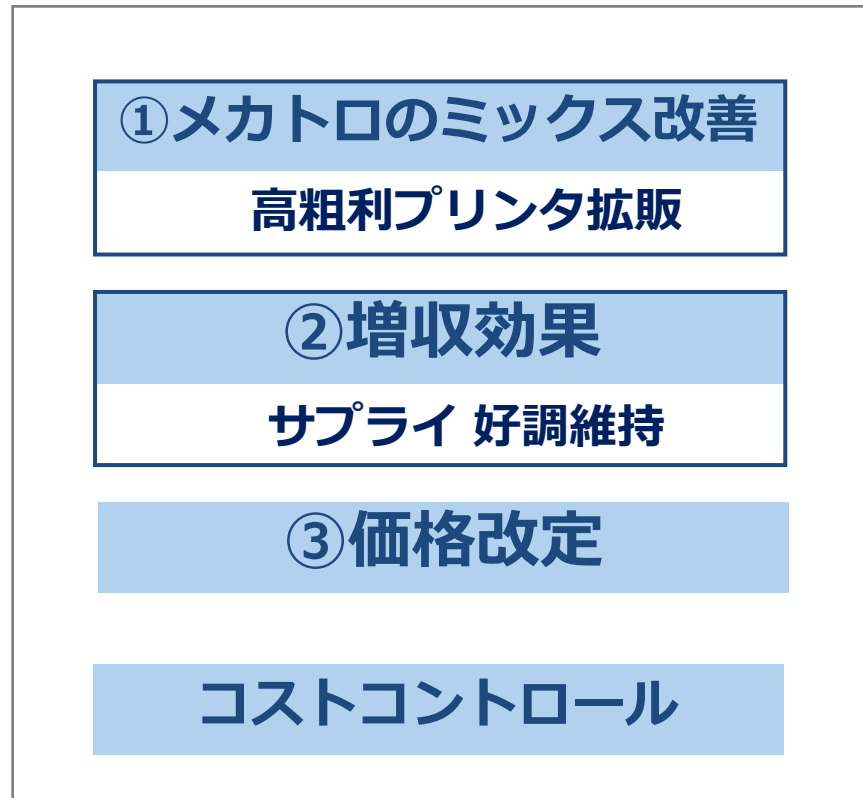 ①メカトロのミックス改善
高粗利プリンタ拡販
②増収効果
サプライ 好調維持
③価格改定
コストコントロール